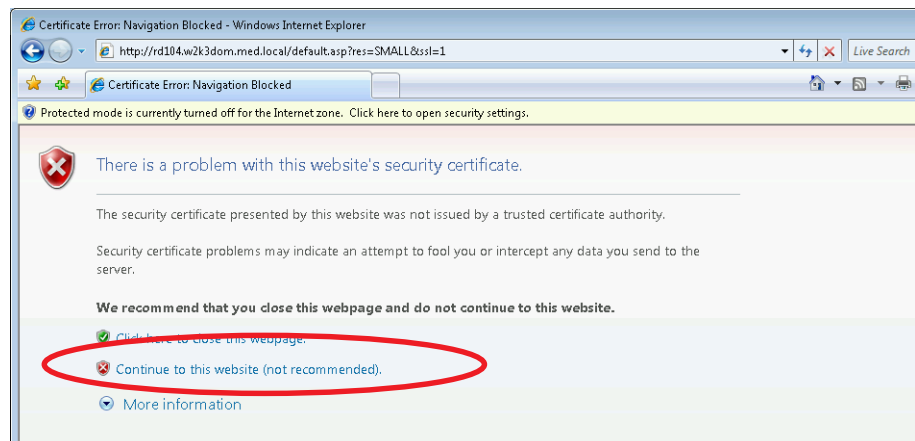 Certificate Error: Navigation Blocked - Windows Internet Explorer
http://rd104.w2k3dom.med.local/default.asp?res=SMALL&ssl=1
Live Search
Certificate Error: Navigation Blocked
Protected mode is currently turned off for the Internet zone. Click here to open security settings.
There is a problem with this website's security certificate.
The security certificate presented by this website was not issued by a trusted certificate authority.
Security certificate problems may indicate an attempt to fool you or intercept any data you send to the
server.
We recommend that you close this webpage and do not continue to this website.
Click here to close this webpage.
Continue to this website (not recommended).
More information